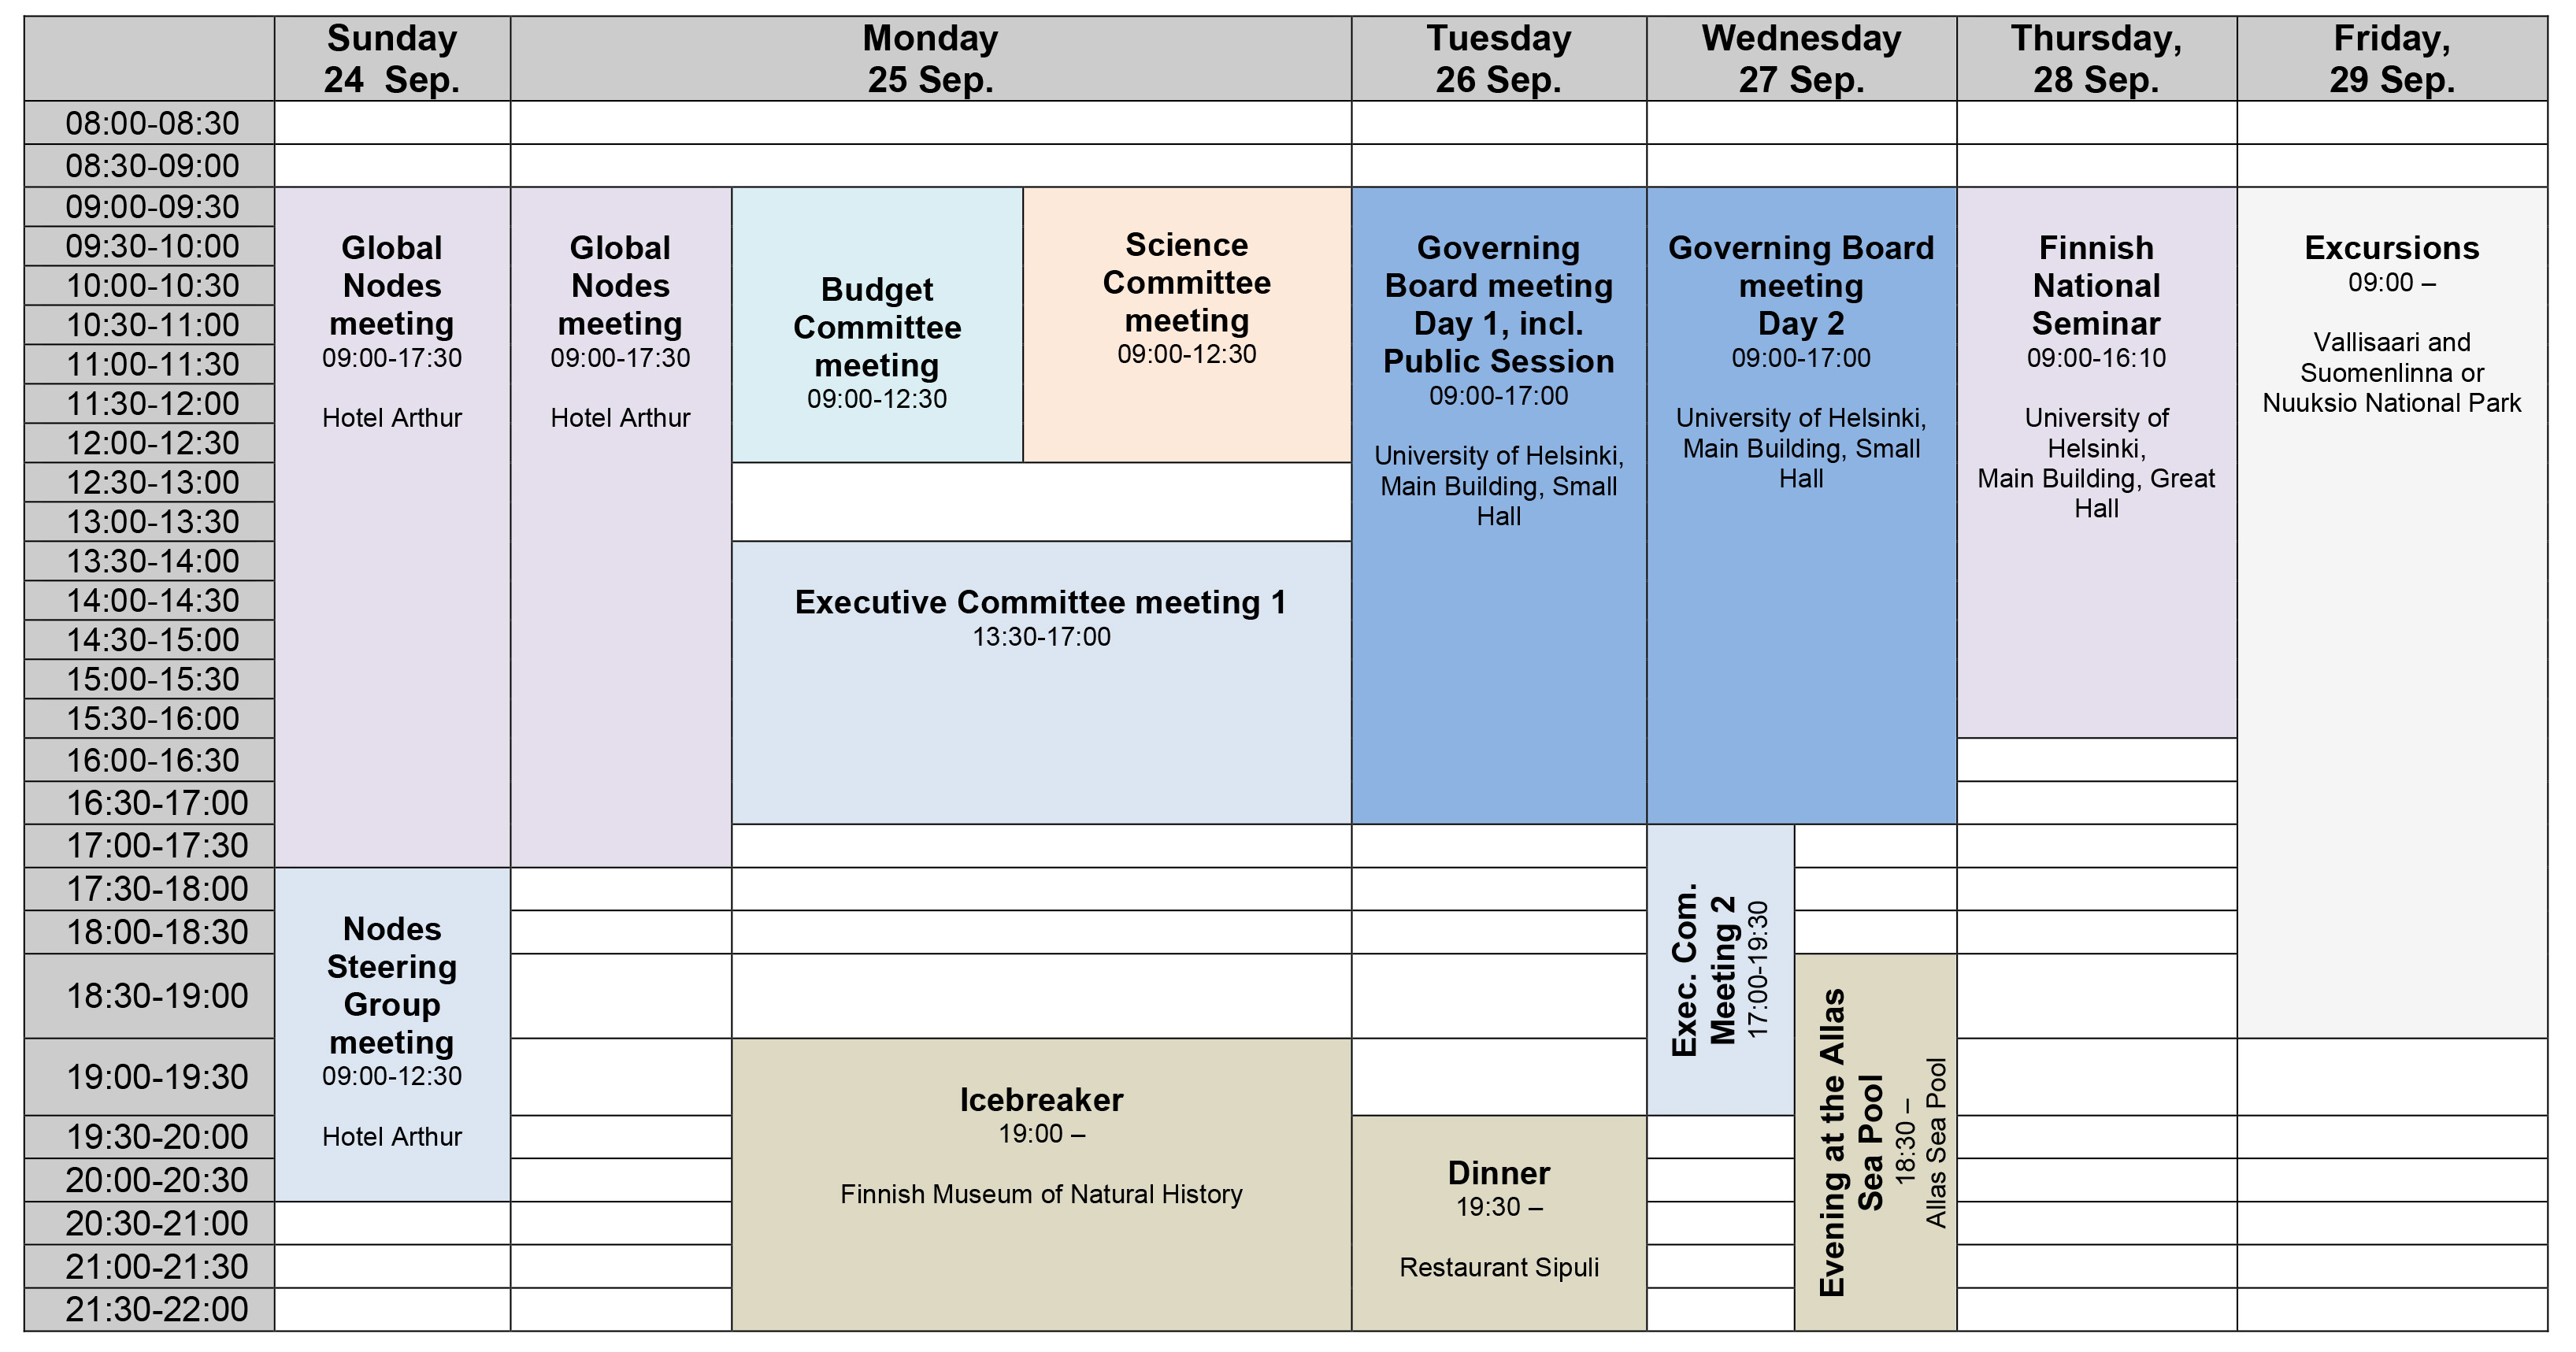 Sunday
24  Sep.
Monday
25 Sep.
Tuesday
26 Sep.
Wednesday
27 Sep.
Thursday,
28 Sep.
Friday,
29 Sep.
08:00-08:30
08:30-09:00
09:00-09:30
09:30-10:00
10:00-10:30
10:30-11:00
11:00-11:30
11:30-12:00
12:00-12:30
12:30-13:00
13:00-13:30
13:30-14:00
14:00-14:30
14:30-15:00
15:00-15:30
15:30-16:00
16:00-16:30
16:30-17:00
17:00-17:30
17:30-18:00
18:00-18:30
18:30-19:00
19:00-19:30
19:30-20:00
20:00-20:30
20:30-21:00
21:00-21:30
21:30-22:00
Global
Nodes
meeting
09:00-17:30
Hotel Arthur
Nodes
Steering
Group
meeting
09:00-12:30
Hotel Arthur
Global
Nodes
meeting
09:00-17:30
Hotel Arthur
Budget
Committee
meeting
09:00-12:30
Science
Committee
meeting
09:00-12:30
Executive Committee meeting 1
13:30-17:00
Icebreaker
19:00 –
Finnish Museum of Natural History
Governing
Board meeting
Day 1, incl.
Public Session
09:00-17:00
University of Helsinki,
Main Building, Small
Hall
Dinner
19:30 –
Restaurant Sipuli
Governing Board
meeting
Day 2
09:00-17:00
University of Helsinki,
Main Building, Small
Hall
Exec. Com.
Meeting 2
17:00-19:30
Evening at the Allas
Sea Pool
18:30 –
Allas Sea Pool
Finnish
National
Seminar
09:00-16:10
University of
Helsinki,
Main Building, Great
Hall
Excursions
09:00 –
Vallisaari and
Suomenlinna or
Nuuksio National Park